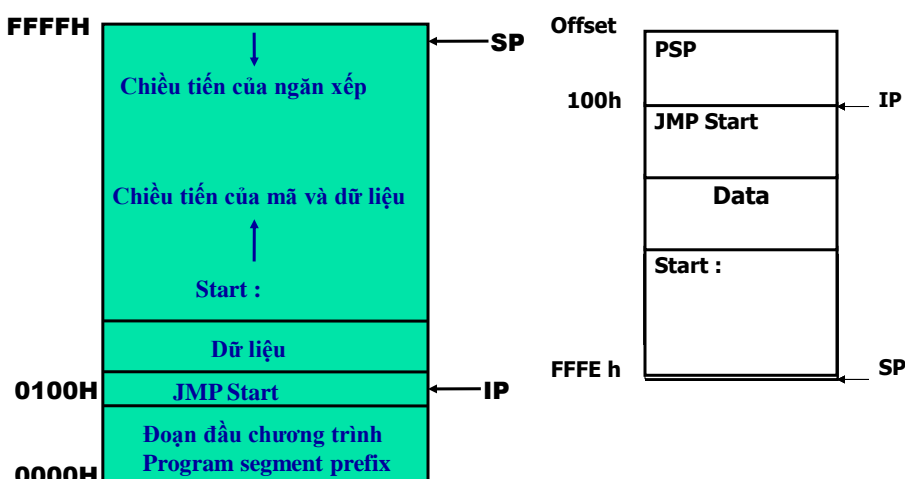 FFFFH
SP
Chiều tiến của ngăn xếp
Chiều tiến của mã và dữ liệu
Start :
Dữ liệu
0100H
JMP Start
IP
Đoạn đầu chương trình
Program segment prefix
0000H
Offset
PSP
100h
IP
JMP Start
Data
Start :
FFFE h
SP